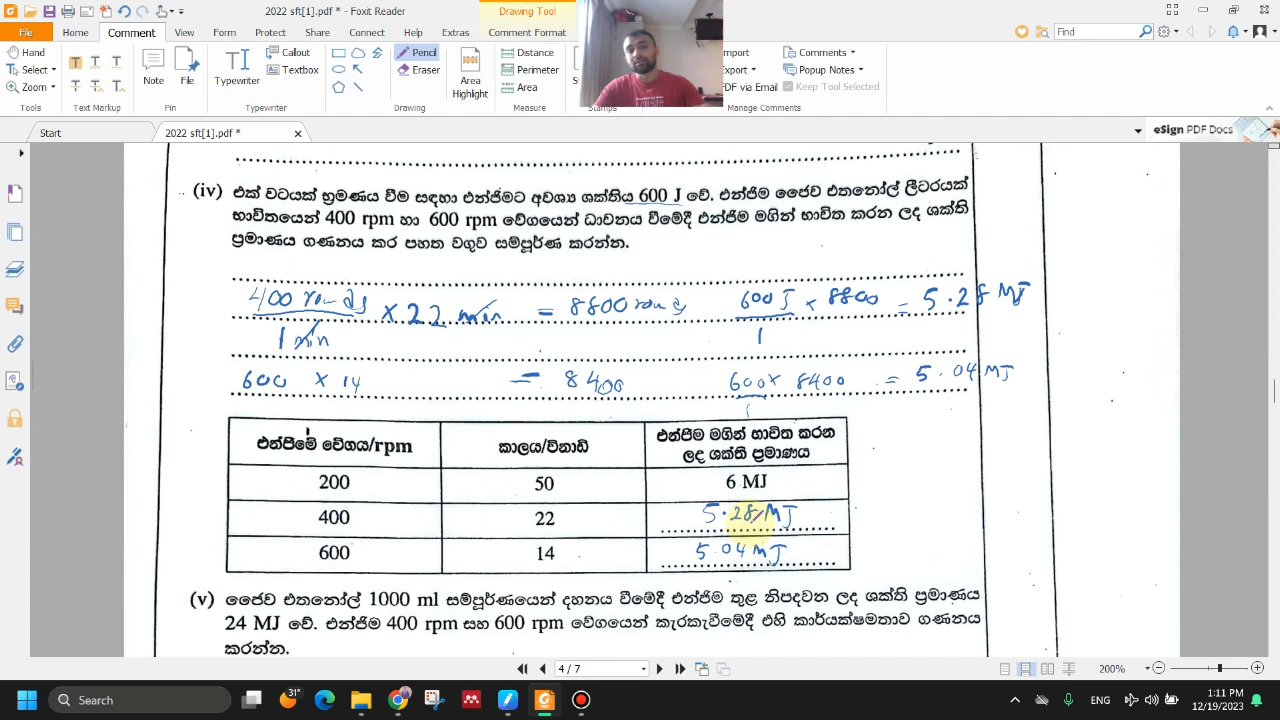 2022 sft[1].pdf * - Foxit Reader
Drawing Tool
File Home Comment View Form Protect Share Connect Help Extras Comment Format
Find
Hand
Select
Zoom
Tools
Text Markup
Note
File
Pin
Typewriter
Callout
Textbox
Typewriter
Pencil
Eraser
Drawing
Area Highlight
Distance
Perimeter
Area
Measure
Stamps
Comments
Popup Notes
Keep Tool Selected
Manage Comments
Start
2022 sft[1].pdf *
eSign PDF Docs
(iv) එක් වටයක් භ්‍රමණය වීම සඳහා එන්ජිමට අවශ්‍ය ශක්තිය 600 J වේ. එන්ජිම ජෛව එතනෝල් ලීටරයක්
භාවිතයෙන් 400 rpm හා 600 rpm වේගයෙන් ධාවනය වීමේදී එන්ජිම මගින් භාවිත කරන ලද ශක්ති
ප්‍රමාණය ගණනය කර පහත වගුව සම්පූර්ණ කරන්න.
400 rounds × 22 min = 8800 rounds 600 J × 8800 = 5.28 MJ
1 min 1
600 × 14 = 8400 600 × 8400 = 5.04 MJ
1
එන්ජිමේ වේගය/rpm කාලය/විනාඩි එන්ජිම මගින් භාවිත කරන
ලද ශක්ති ප්‍රමාණය
200 50 6 MJ
400 22 5.28 MJ
600 14 5.04 MJ
(v) ජෛව එතනෝල් 1000 ml සම්පූර්ණයෙන් දහනය වීමේදී එන්ජිම තුළ නිපදවන ලද ශක්ති ප්‍රමාණය
24 MJ වේ. එන්ජිම 400 rpm සහ 600 rpm වේගයෙන් කැරකැවීමේදී එහි කාර්යක්ෂමතාව ගණනය
කරන්න.
4 / 7
200%
Search
31°
ENG
1:11 PM
12/19/2023